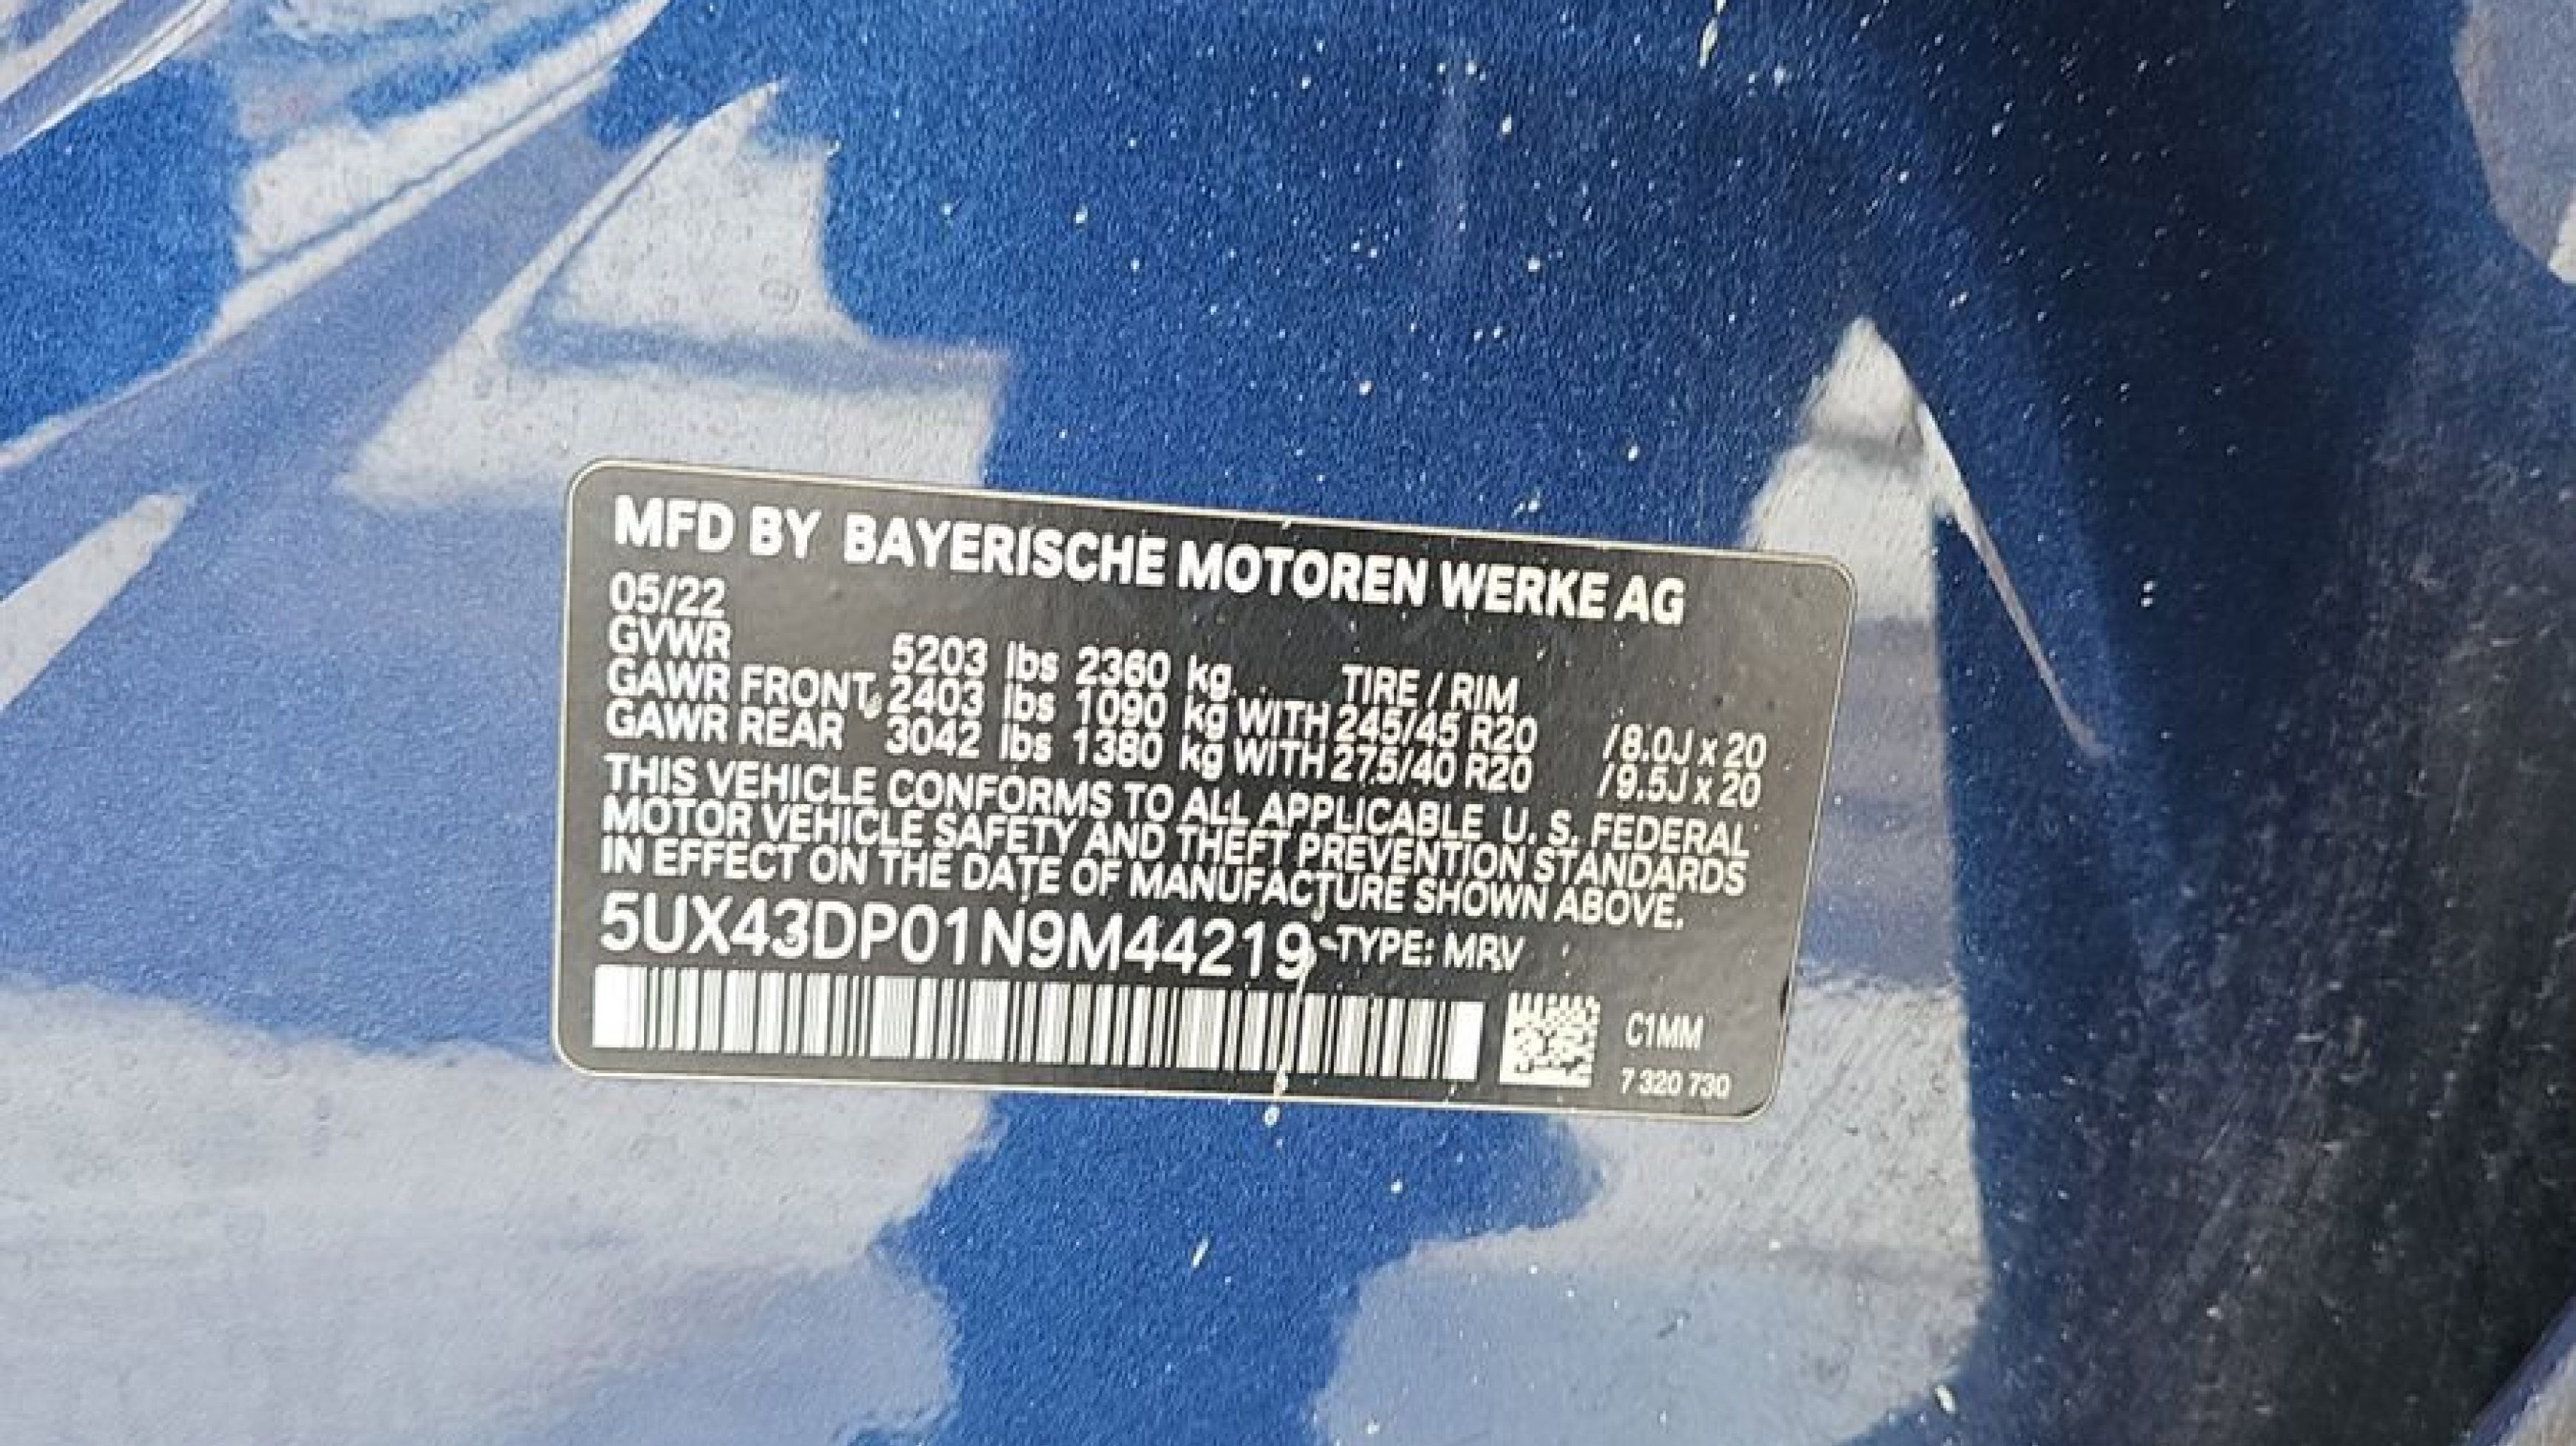 MFD BY BAYERISCHE MOTOREN WERKE AG
05/22
GVWR 5203 lbs 2360 kg TIRE / RIM
GAWR FRONT 2403 lbs 1090 kg WITH 245/45 R20 /8.0J x 20
GAWR REAR 3042 lbs 1380 kg WITH 275/40 R20 /9.5J x 20
THIS VEHICLE CONFORMS TO ALL APPLICABLE U. S. FEDERAL
MOTOR VEHICLE SAFETY AND THEFT PREVENTION STANDARDS
IN EFFECT ON THE DATE OF MANUFACTURE SHOWN ABOVE.
5UX43DP01N9M44219 TYPE: MPV
C1MM
7 320 730